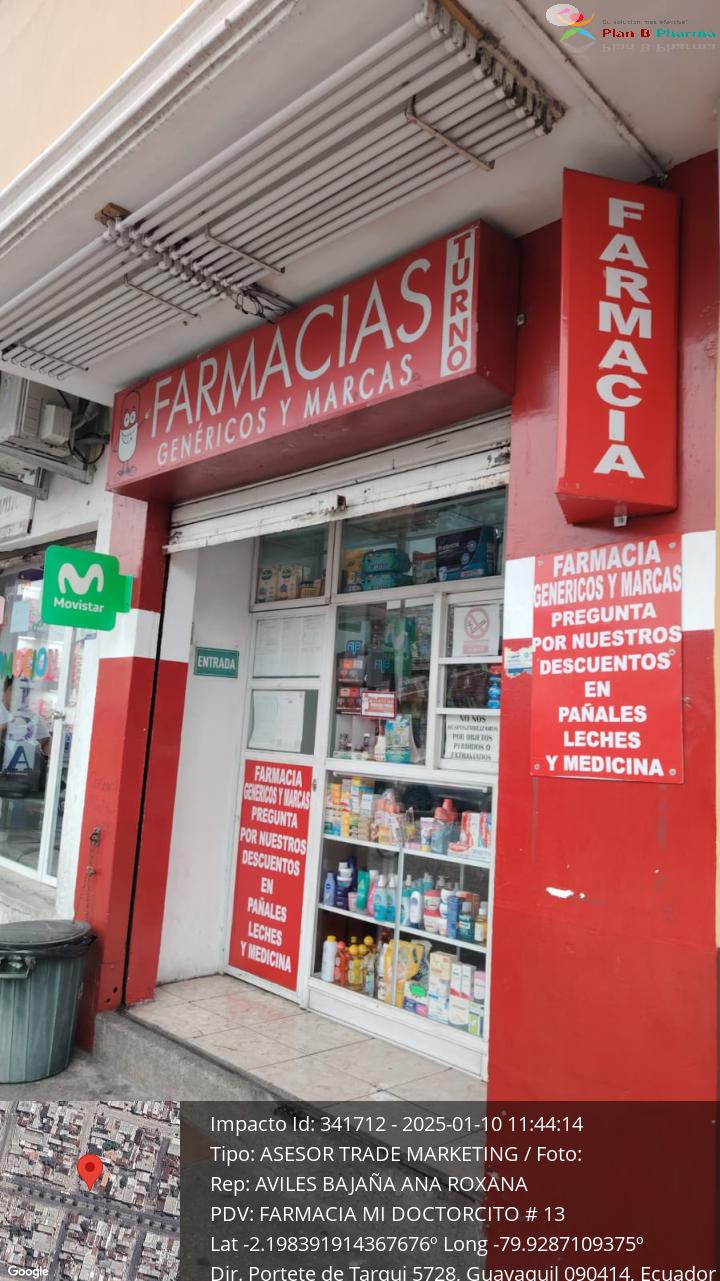 Su solución más efectiva!
Plan B Pharma
FARMACIAS
GENÉRICOS Y MARCAS
TURNO
FARMACIA
Movistar
ENTRADA
FARMACIA
GENERICOS Y MARCAS
PREGUNTA
POR NUESTROS
DESCUENTOS
EN
PAÑALES
LECHES
Y MEDICINA
NO NOS
RESPONSABILIZAMOS
POR OBJETOS
PERDIDOS O
EXTRAVIADOS
FARMACIA
GENERICOS Y MARCAS
PREGUNTA
POR NUESTROS
DESCUENTOS
EN
PAÑALES
LECHES
Y MEDICINA
Impacto Id: 341712 - 2025-01-10 11:44:14
Tipo: ASESOR TRADE MARKETING / Foto:
Rep: AVILES BAJAÑA ANA ROXANA
PDV: FARMACIA MI DOCTORCITO # 13
Lat -2.198391914367676º Long -79.9287109375º
Dir. Portete de Tarqui 5728, Guayaquil 090414, Ecuador
Google